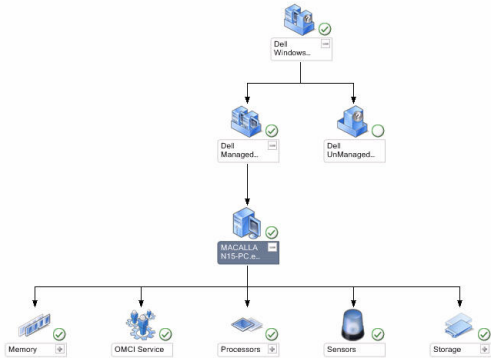 Dell
Windows..
Dell
Managed..
Dell
UnManaged..
MACALLA
N15-PC.e..
Memory
OMCI Service
Processors
Sensors
Storage